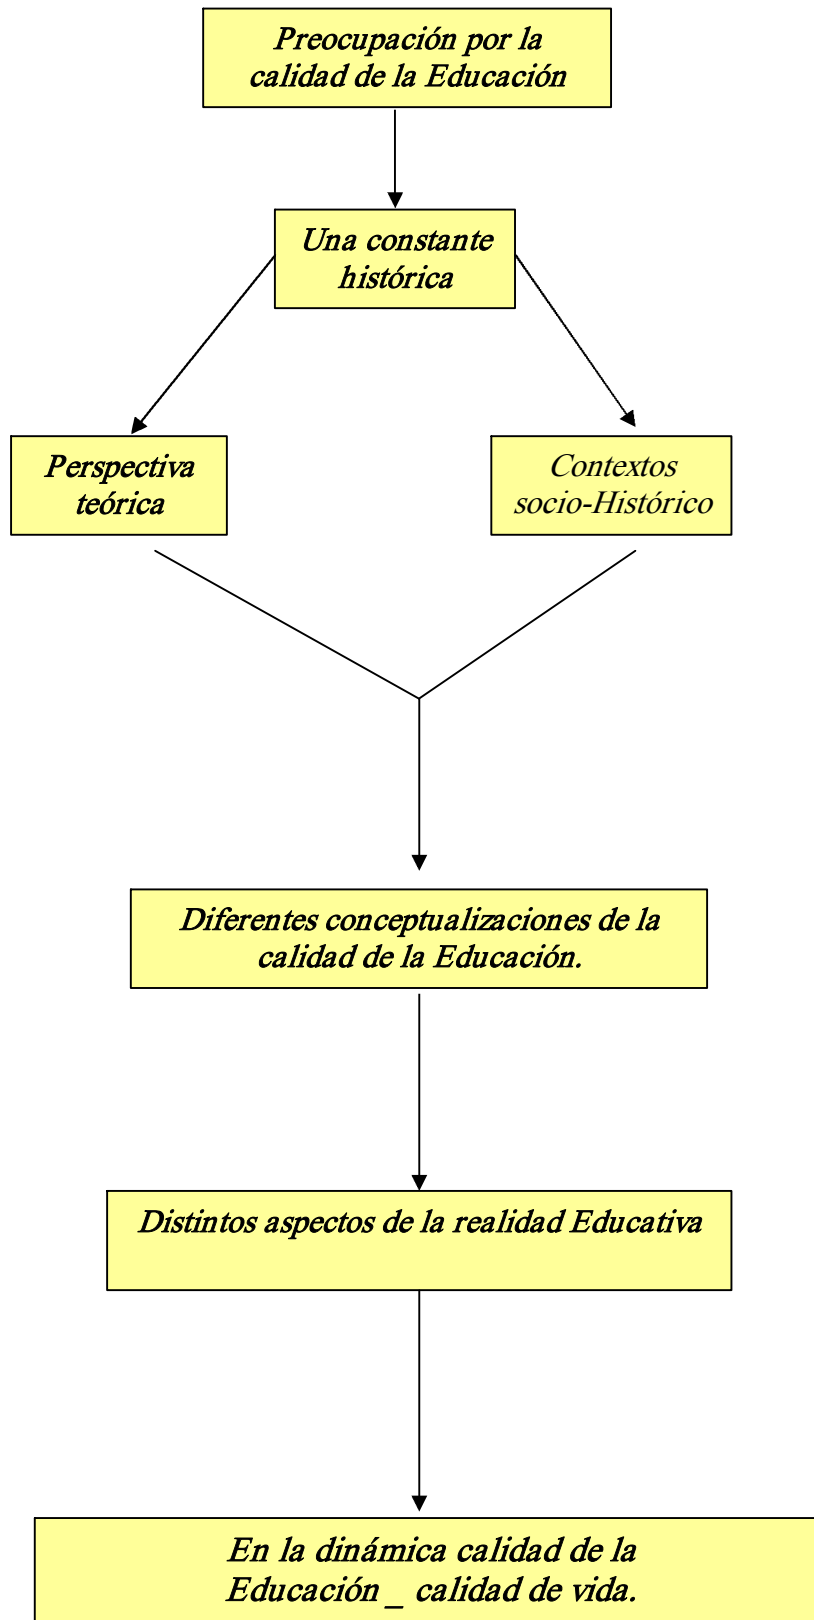 Preocupación por la
calidad de la Educación
Una constante
histórica
Perspectiva
teórica
Contextos
socio-Histórico
Diferentes conceptualizaciones de la
calidad de la Educación.
Distintos aspectos de la realidad Educativa
En la dinámica calidad de la
Educación _ calidad de vida.